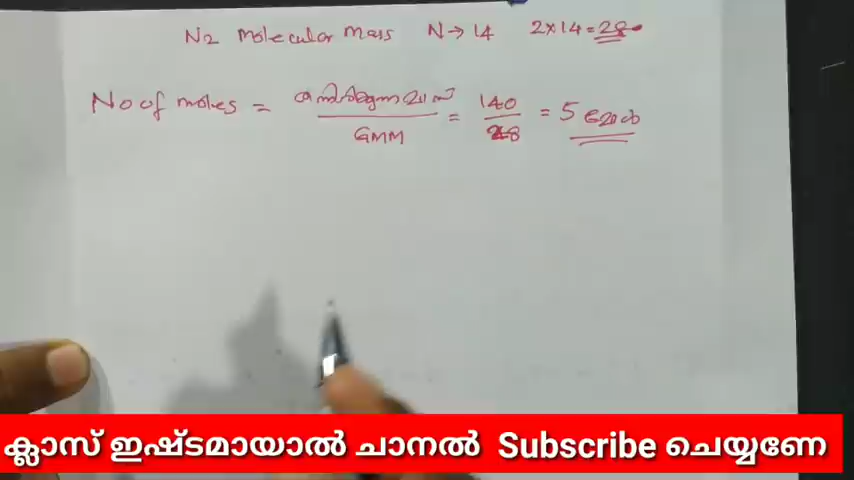 N2 Molecular Mass N→14 2×14=28
No of moles = തന്നിരിക്കുന്ന മാസ് / GMM = 140 / 28 = 5 മോൾ
ക്ലാസ് ഇഷ്ടമായാൽ ചാനൽ Subscribe ചെയ്യണേ